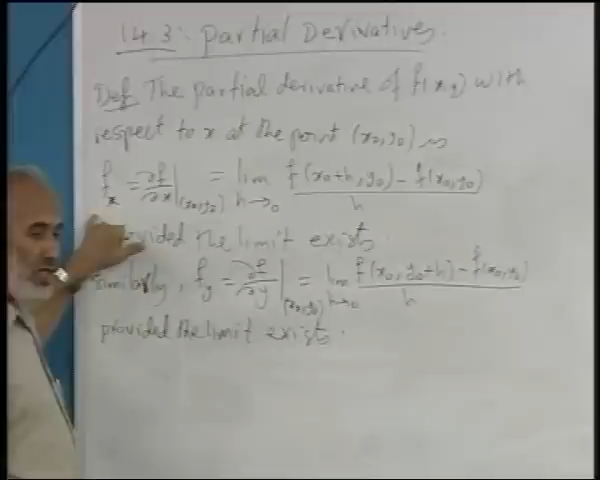 14.3: Partial Derivatives.
Def The partial derivative of f(x,y) with
respect to x at the point (x₀,y₀) is
fₓ = ∂f/∂x|(x₀,y₀) = lim h→0 f(x₀+h,y₀) - f(x₀,y₀) / h
provided the limit exists.
Similarly, f_y = ∂f/∂y|(x₀,y₀) = lim h→0 f(x₀,y₀+h) - f(x₀,y₀) / h
provided the limit exists.